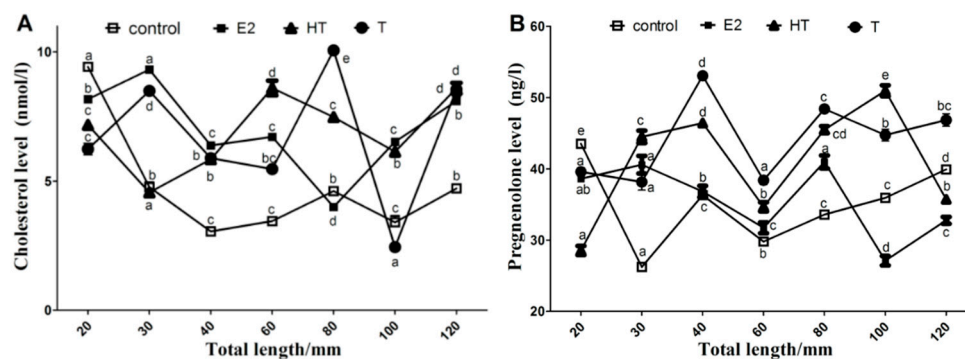 A
control E2 HT T
Cholesterol level (nmol/l)
10
5
0
a
b
c
c
a
d
a
c
b
b
c
d
c
bc
c
e
c
c
d
c
b
c
a
d
d
b
b
20 30 40 60 80 100 120
Total length/mm
B
control E2 HT T
Pregnenolone level (ng/l)
60
50
40
30
20
e
a
ab
a
c
a
a
a
d
d
b
c
a
b
c
b
d
c
cd
a
c
e
b
c
d
bc
d
b
c
20 30 40 60 80 100 120
Total length/mm